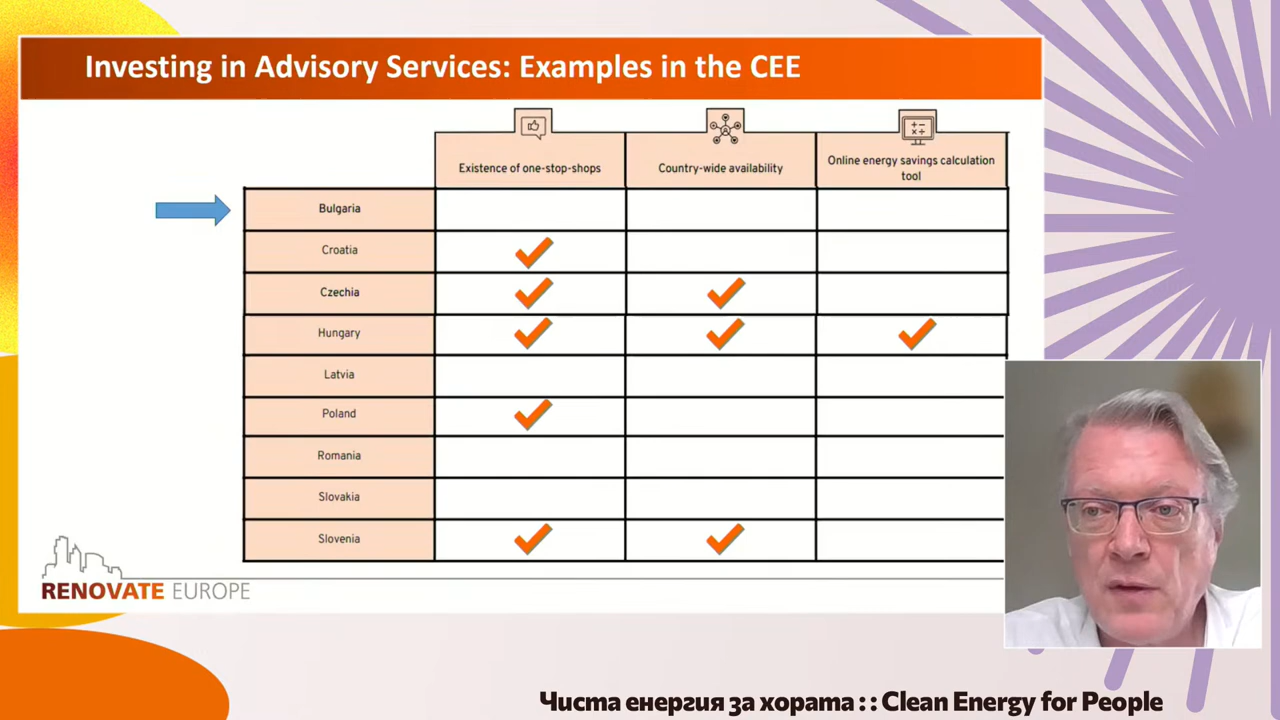 Investing in Advisory Services: Examples in the CEE
Existence of one-stop-shops
Country-wide availability
Online energy savings calculation
tool
Bulgaria
Croatia
Czechia
Hungary
Latvia
Poland
Romania
Slovakia
Slovenia
RENOVATE EUROPE
Чиста енергия за хората :: Clean Energy for People